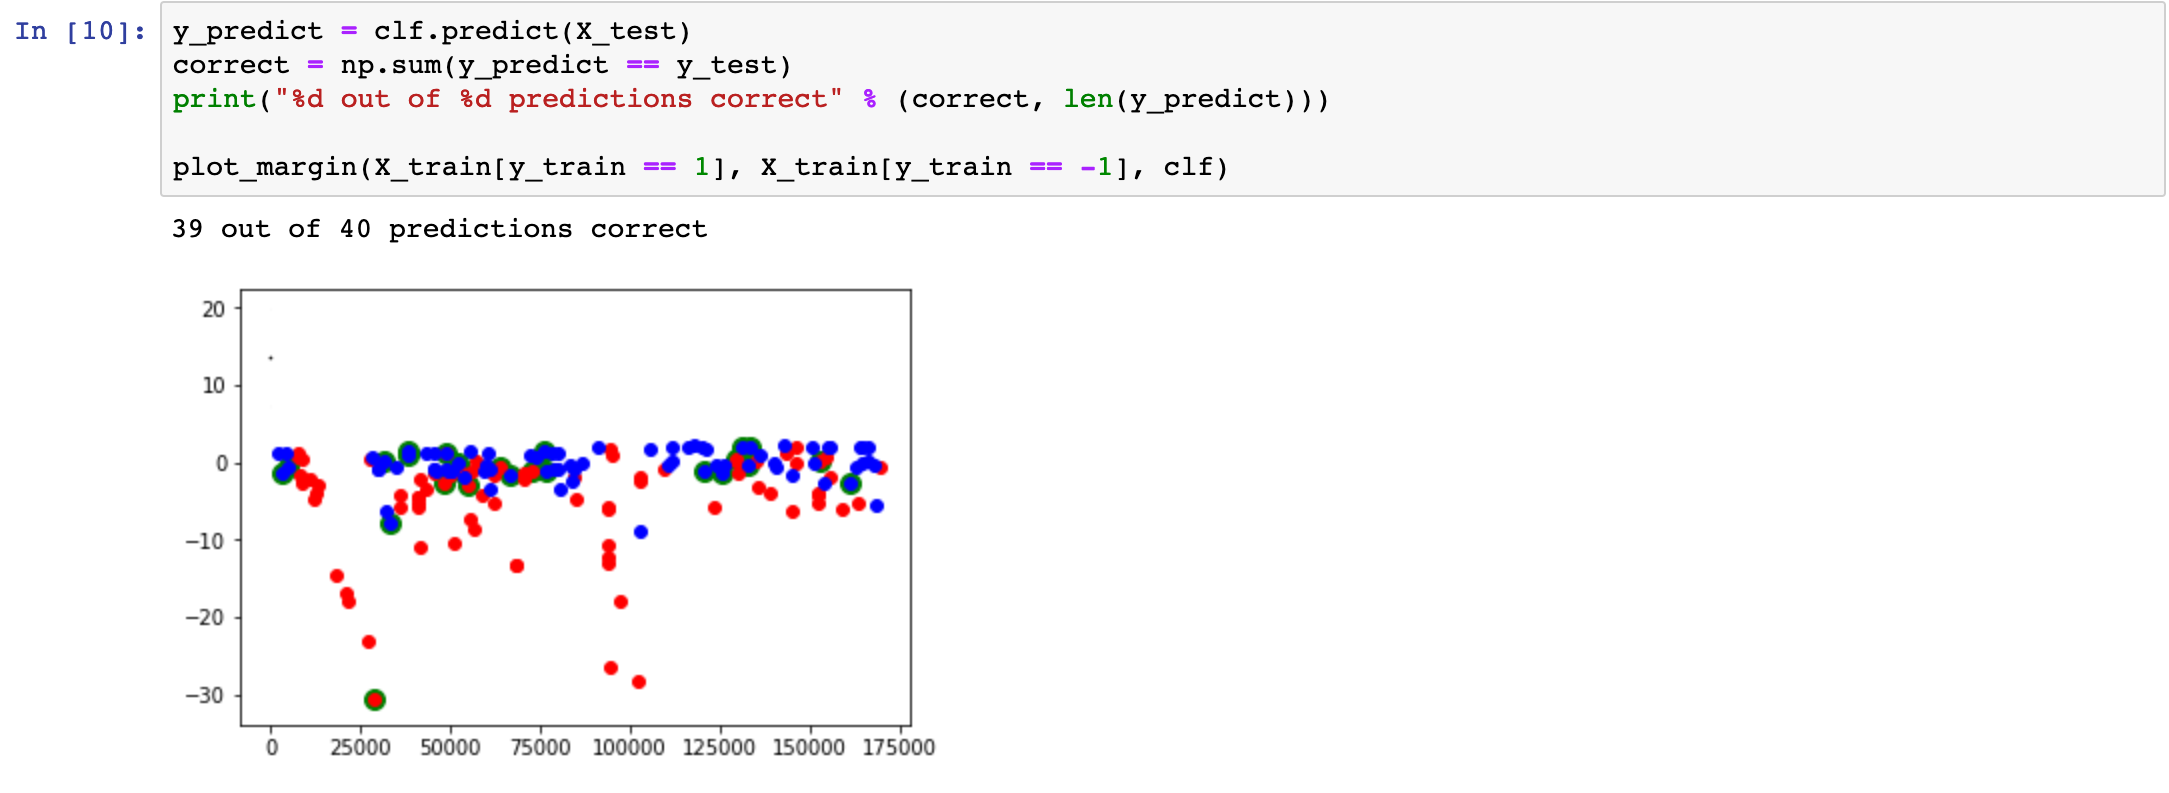 In [10]: y_predict = clf.predict(X_test)
correct = np.sum(y_predict == y_test)
print("%d out of %d predictions correct" % (correct, len(y_predict)))
plot_margin(X_train[y_train == 1], X_train[y_train == -1], clf)
39 out of 40 predictions correct
20
10
0
−10
−20
−30
0 25000 50000 75000 100000 125000 150000 175000